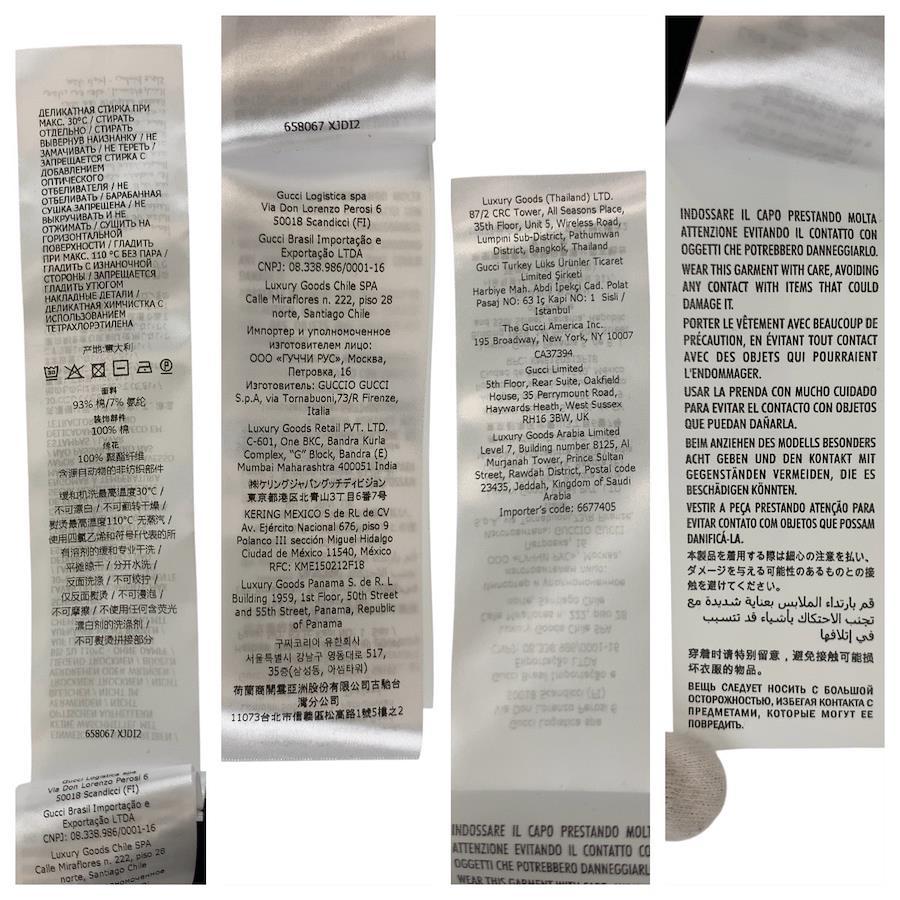 ДЕЛИКАТНАЯ СТИРКА ПРИ
МАКС. 30°C / СТИРАТЬ
ОТДЕЛЬНО / СТИРАТЬ
ВЫВЕРНУВ НАИЗНАНКУ / НЕ
ЗАМАЧИВАТЬ / НЕ ТЕРЕТЬ /
ЗАПРЕЩАЕТСЯ СТИРКА С
ДОБАВЛЕНИЕМ
ОПТИЧЕСКОГО
ОТБЕЛИВАТЕЛЯ / НЕ
ОТБЕЛИВАТЬ / БАРАБАННАЯ
СУШКА ЗАПРЕЩЕНА / НЕ
ВЫКРУЧИВАТЬ И НЕ
ОТЖИМАТЬ / СУШИТЬ НА
ГОРИЗОНТАЛЬНОЙ
ПОВЕРХНОСТИ / ГЛАДИТЬ
ПРИ МАКС. 110 °C БЕЗ ПАРА /
ГЛАДИТЬ С ИЗНАНОЧНОЙ
СТОРОНЫ / ЗАПРЕЩАЕТСЯ
ГЛАДИТЬ УТЮГОМ
НАКЛАДНЫЕ ДЕТАЛИ /
ДЕЛИКАТНАЯ ХИМЧИСТКА С
ИСПОЛЬЗОВАНИЕМ
ТЕТРАХЛОРЭТИЛЕНА
产地:意大利
面料
93% 棉/7% 氨纶
装饰部件
100% 棉
绣花
100% 聚酯纤维
含源自动物的非纺织部件
缓和机洗最高温度30°C /
不可漂白 / 不可翻转干燥 /
熨烫最高温度110°C 无蒸汽 /
使用四氯乙烯和符号F代表的所
有溶剂的缓和专业干洗 /
平摊晾干 / 分开水洗 /
反面洗涤 / 不可绞拧 /
仅反面熨烫 / 不可浸泡 /
不可摩擦 / 不使用任何含荧光
漂白剂的洗涤剂 /
不可熨烫拼接部分
658067 XJDI2
Gucci Logistica spa
Via Don Lorenzo Perosi 6
50018 Scandicci (FI)
Gucci Brasil Importação e
Exportação LTDA
CNPJ: 08.338.986/0001-16
Luxury Goods Chile SPA
Calle Miraflores n. 222, piso 28
norte, Santiago Chile
658067 XJDI2
Gucci Logistica spa
Via Don Lorenzo Perosi 6
50018 Scandicci (FI)
Gucci Brasil Importação e
Exportação LTDA
CNPJ: 08.338.986/0001-16
Luxury Goods Chile SPA
Calle Miraflores n. 222, piso 28
norte, Santiago Chile
Импортер и уполномоченное
изготовителем лицо:
ООО «ГУЧЧИ РУС», Москва,
Петровка, 16
Изготовитель: GUCCIO GUCCI
S.p.A, via Tornabuoni,73/R Firenze,
Italia
Luxury Goods Retail PVT. LTD.
C-601, One BKC, Bandra Kurla
Complex, "G" Block, Bandra (E)
Mumbai Maharashtra 400051 India
㈱ケリングジャパングッチディビジョン
東京都港区北青山3丁目6番7号
KERING MEXICO S de RL de CV
Av. Ejército Nacional 676, piso 9
Polanco III sección Miguel Hidalgo
Ciudad de México 11540, México
RFC: KME150212F18
Luxury Goods Panama S. de R. L
Building 1959, 1st Floor, 50th Street
and 55th Street, Panama, Republic
of Panama
구찌코리아 유한회사
서울특별시 강남구 영동대로 517,
35층(삼성동, 아셈타워)
荷蘭商開雲亞洲股份有限公司古馳台
灣分公司
11073台北市信義區松高路1號5樓之2
Luxury Goods (Thailand) LTD.
87/2 CRC Tower, All Seasons Place,
35th Floor, Unit 5, Wireless Road,
Lumpini Sub-District, Pathumwan
District, Bangkok, Thailand
Gucci Turkey Lüks Ürünler Ticaret
Limited Şirketi
Harbiye Mah. Abdi İpekçi Cad. Polat
Pasaj NO: 63 İç Kapi NO: 1 Sisli /
Istanbul
The Gucci America Inc.
195 Broadway, New York, NY 10007
CA37394
Gucci Limited
5th Floor, Rear Suite, Oakfield
House, 35 Perrymount Road,
Haywards Heath, West Sussex
RH16 3BW, UK
Luxury Goods Arabia Limited
Level 7, Building number 8125, Al
Murjanah Tower, Prince Sultan
Street, Rawdah District, Postal code
23435, Jeddah, Kingdom of Saudi
Arabia
Importer's code: 6677405
INDOSSARE IL CAPO PRESTANDO MOLT
ATTENZIONE EVITANDO IL CONTATTO CO
OGGETTI CHE POTREBBERO DANNEGGIARL
WEAR THIS GARMENT WITH CARE
INDOSSARE IL CAPO PRESTANDO MOLTA
ATTENZIONE EVITANDO IL CONTATTO CON
OGGETTI CHE POTREBBERO DANNEGGIARLO.
WEAR THIS GARMENT WITH CARE, AVOIDING
ANY CONTACT WITH ITEMS THAT COULD
DAMAGE IT.
PORTER LE VÊTEMENT AVEC BEAUCOUP DE
PRÉCAUTION, EN ÉVITANT TOUT CONTACT
AVEC DES OBJETS QUI POURRAIENT
L'ENDOMMAGER.
USAR LA PRENDA CON MUCHO CUIDADO
PARA EVITAR EL CONTACTO CON OBJETOS
QUE PUEDAN DAÑARLA.
BEIM ANZIEHEN DES MODELLS BESONDERS
ACHT GEBEN UND DEN KONTAKT MIT
GEGENSTÄNDEN VERMEIDEN, DIE ES
BESCHÄDIGEN KÖNNTEN.
VESTIR A PEÇA PRESTANDO ATENÇÃO PARA
EVITAR CONTATO COM OBJETOS QUE POSSAM
DANIFICÁ-LA.
本製品を着用する際は細心の注意を払い、
ダメージを与える可能性のあるものとの接
触を避けてください。
قم بارتداء الملابس بعناية شديدة مع
تجنب الاحتكاك بأشياء قد تتسبب
في إتلافها
穿着时请特别留意，避免接触可能损
坏衣服的物品。
ВЕЩЬ СЛЕДУЕТ НОСИТЬ С БОЛЬШОЙ
ОСТОРОЖНОСТЬЮ, ИЗБЕГАЯ КОНТАКТА С
ПРЕДМЕТАМИ, КОТОРЫЕ МОГУТ ЕЕ
ПОВРЕДИТЬ.